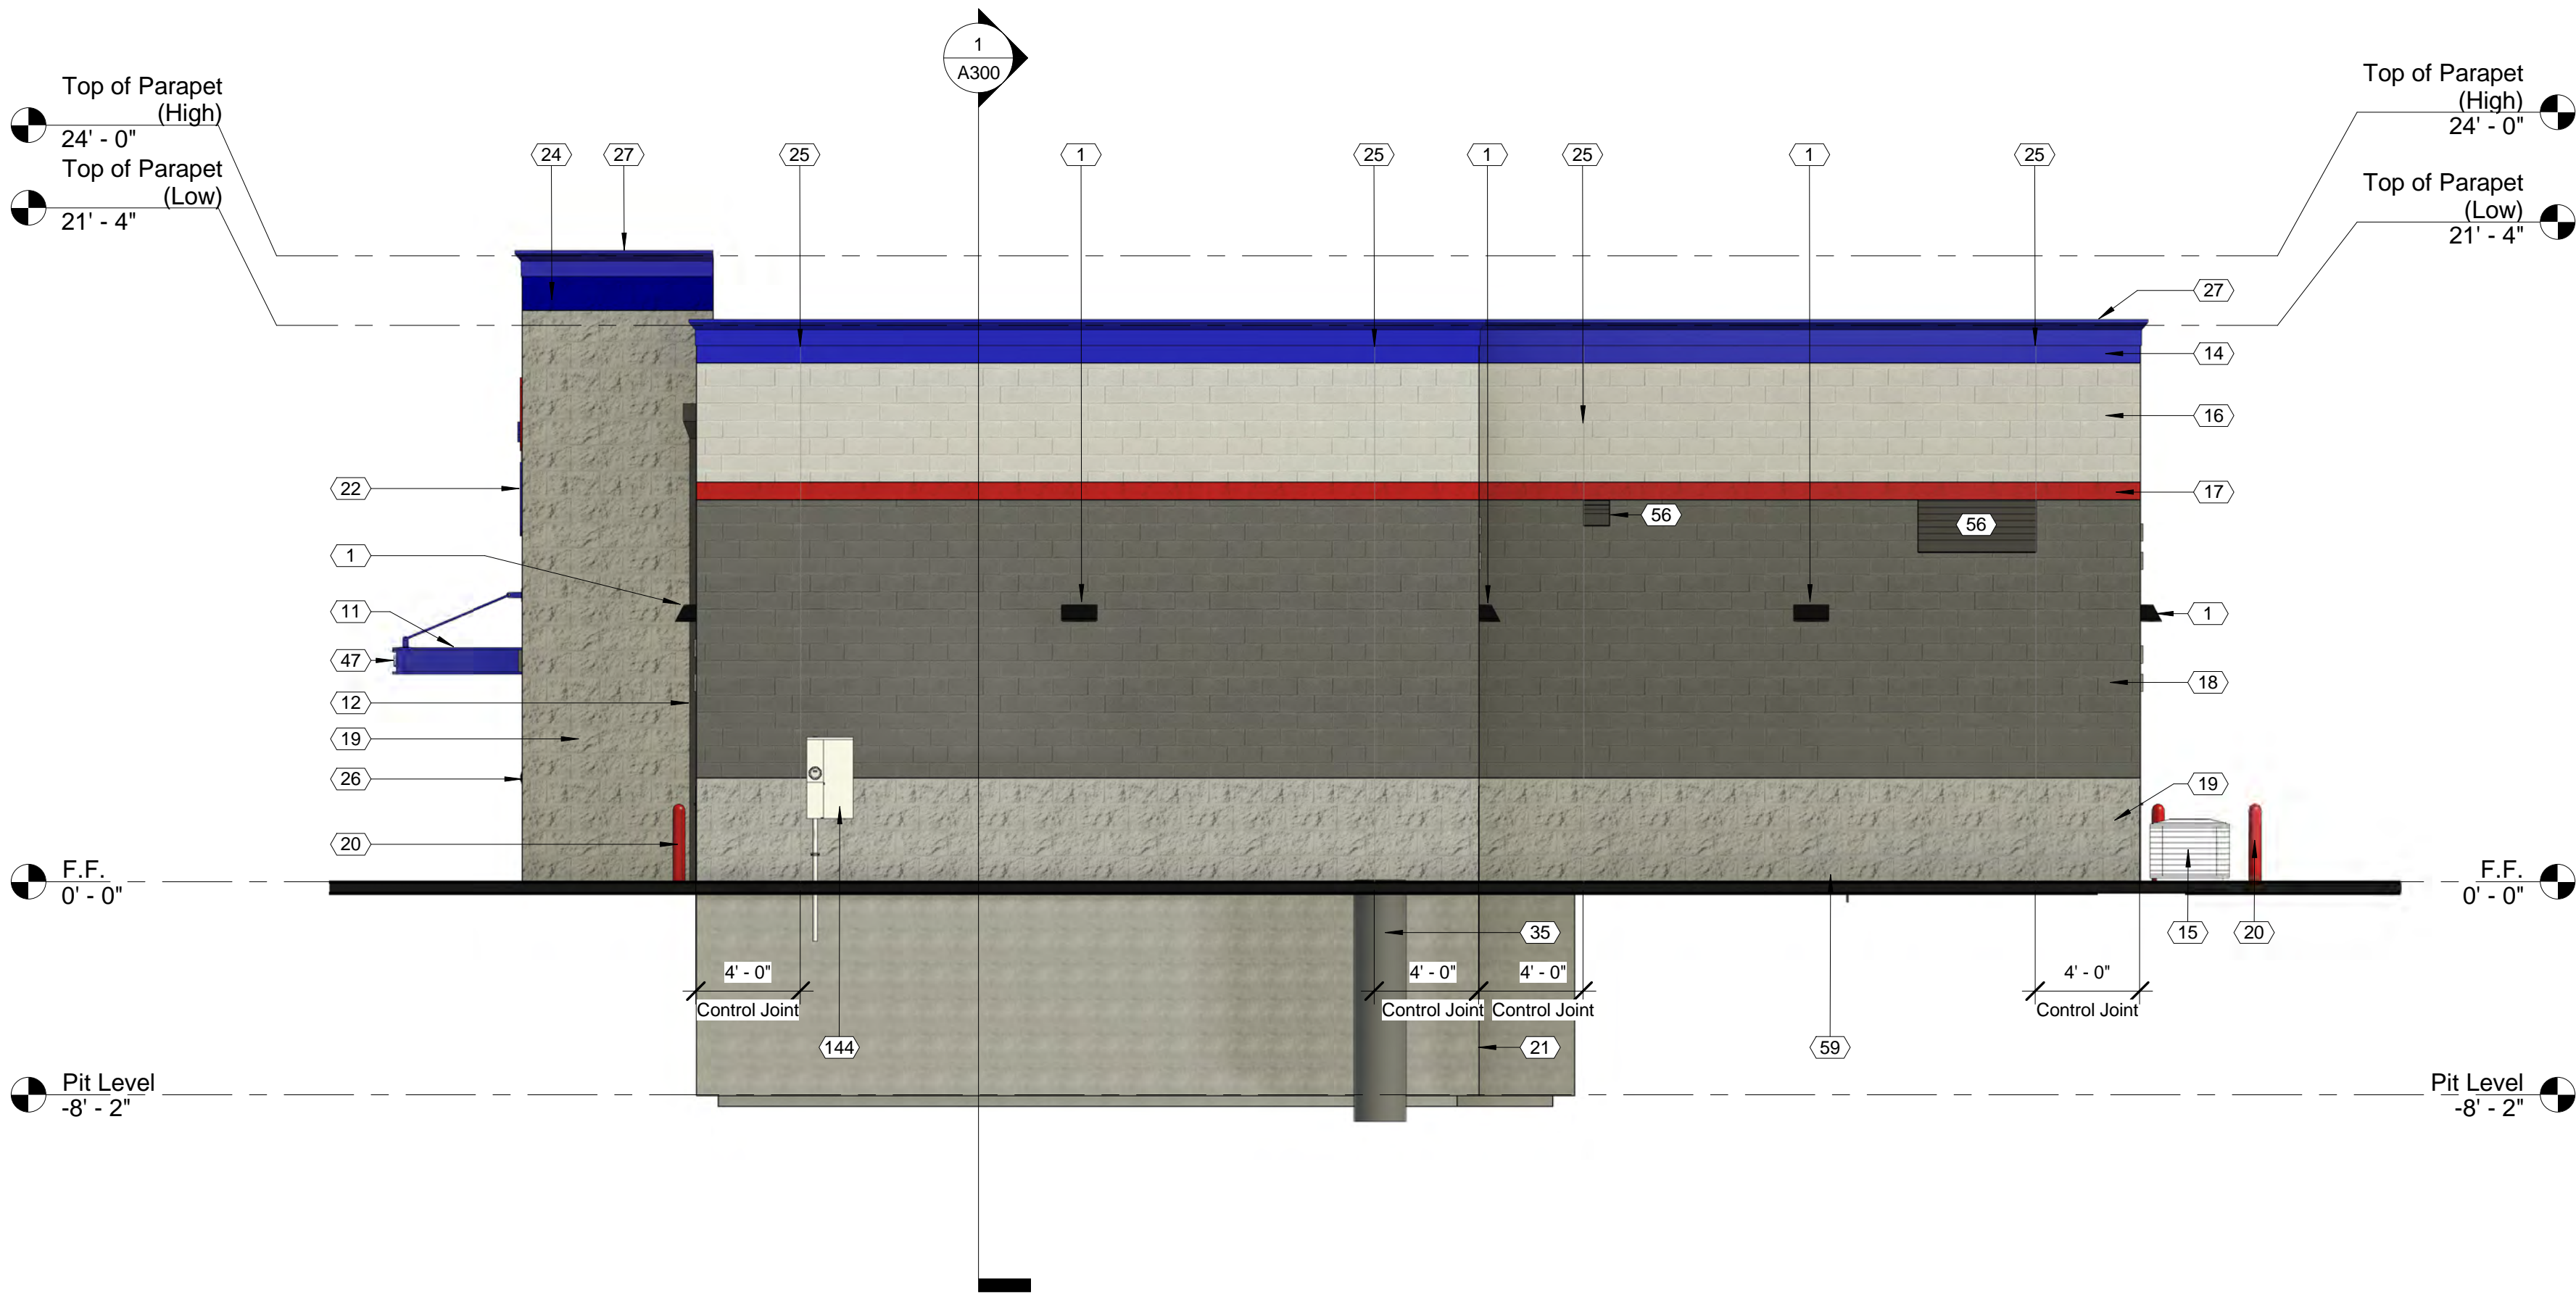 1
A300
Top of Parapet
(High)
24' - 0"
Top of Parapet
(Low)
21' - 4"
Top of Parapet
(High)
24' - 0"
Top of Parapet
(Low)
21' - 4"
24
27
25
1
25
1
25
1
25
27
14
16
22
17
56
56
1
11
1
47
18
12
19
26
19
20
F.F.
0' - 0"
F.F.
0' - 0"
35
15
20
4' - 0"
4' - 0"
4' - 0"
4' - 0"
Control Joint
Control Joint
Control Joint
Control Joint
144
21
59
Pit Level
-8' - 2"
Pit Level
-8' - 2"